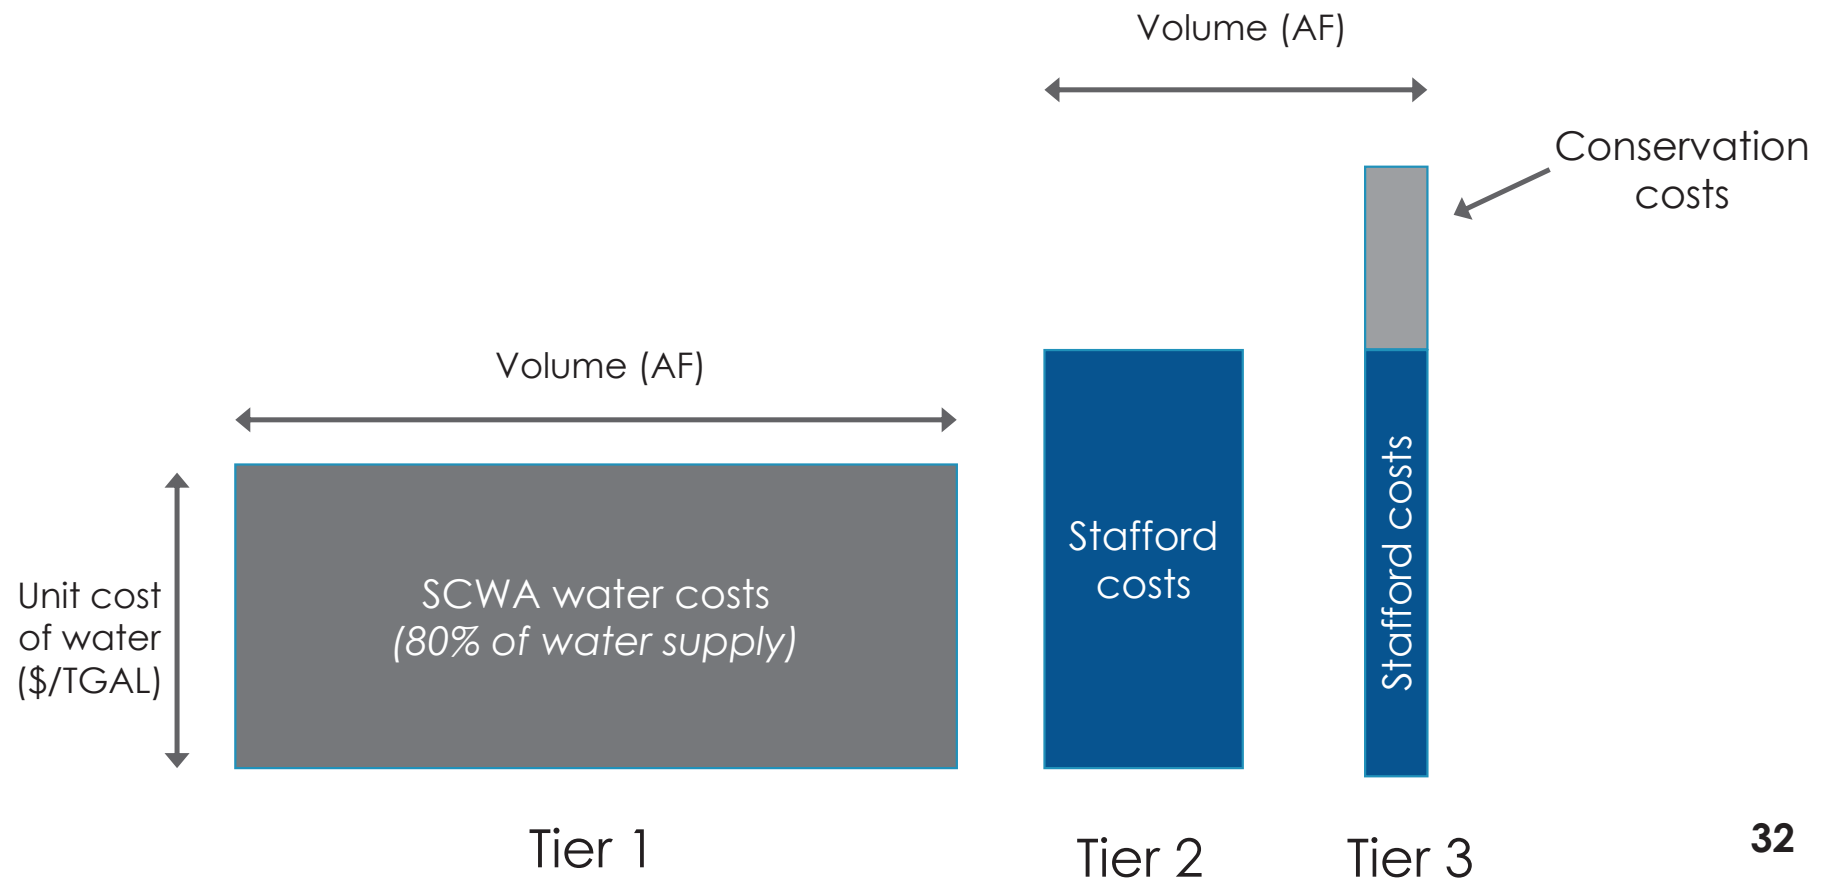 Volume (AF)
Conservation
costs
Volume (AF)
Unit cost
of water
($/TGAL)
SCWA water costs
(80% of water supply)
Stafford
costs
Stafford costs
Tier 1
Tier 2
Tier 3
32